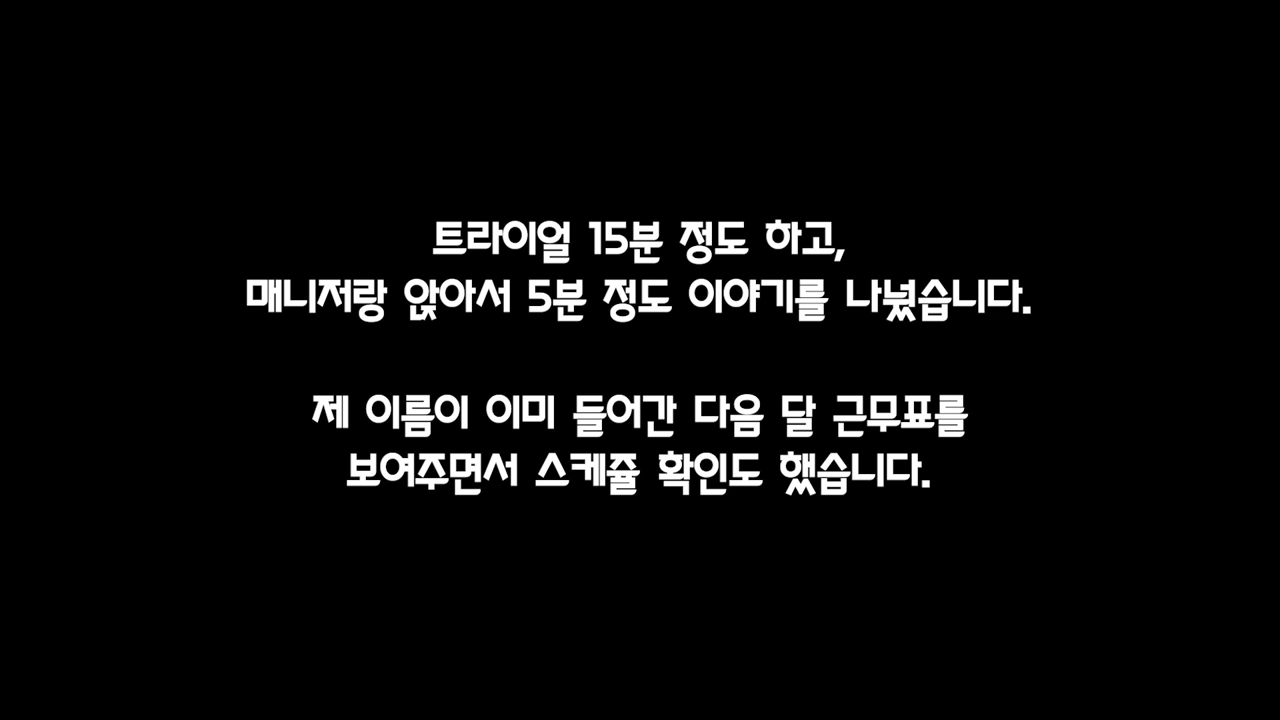 트라이얼 15분 정도 하고,
매니저랑 앉아서 5분 정도 이야기를 나눴습니다.
제 이름이 이미 들어간 다음 달 근무표를
보여주면서 스케쥴 확인도 했습니다.